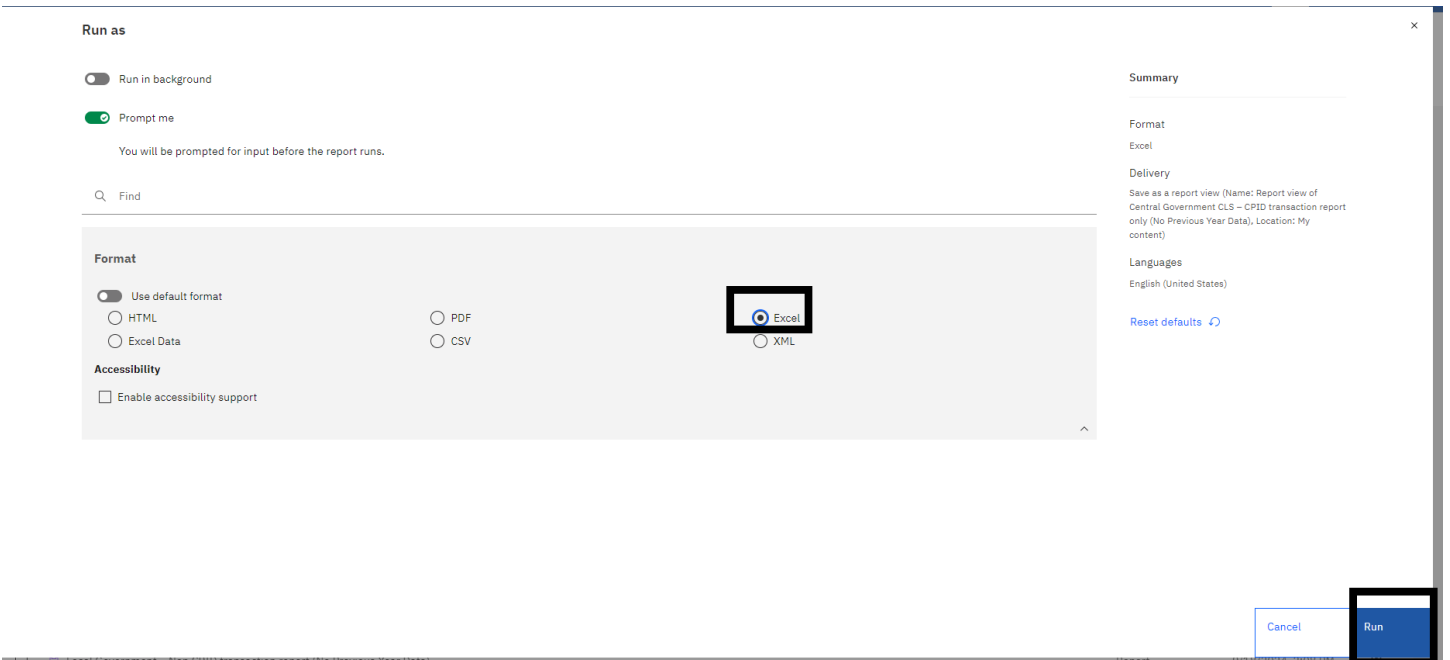 Run as
Run in background
Prompt me
You will be prompted for input before the report runs.
Find
Format
Use default format
HTML
PDF
Excel
Excel Data
CSV
XML
Accessibility
Enable accessibility support
Summary
Format
Excel
Delivery
Save as a report view (Name: Report view of
Central Government CLS – CPID transaction report
only (No Previous Year Data), Location: My
content)
Languages
English (United States)
Reset defaults
Cancel
Run